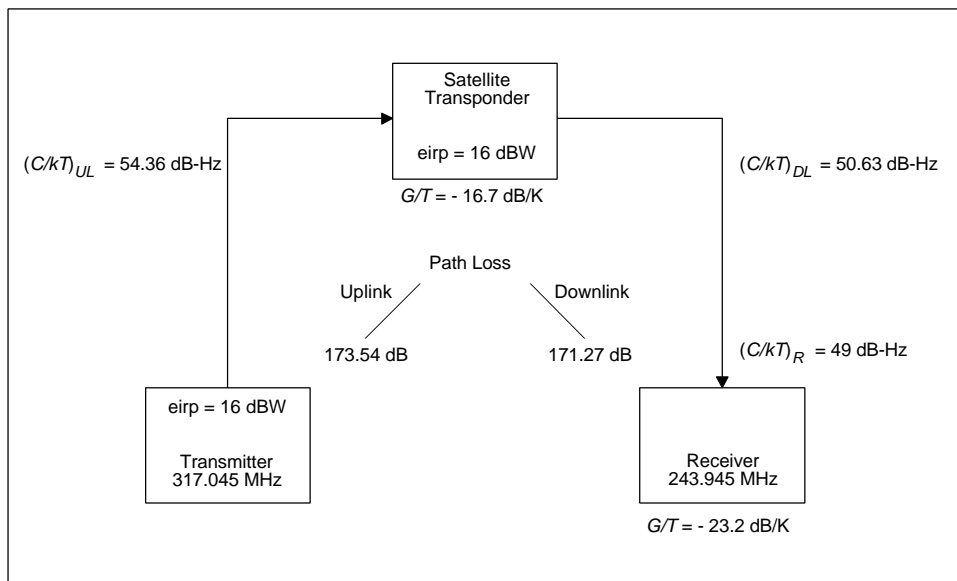 Satellite
Transponder
eirp = 16 dBW
G/T = - 16.7 dB/K
(C/kT)UL = 54.36 dB-Hz
(C/kT)DL = 50.63 dB-Hz
Path Loss
Uplink
Downlink
173.54 dB
171.27 dB
(C/kT)R = 49 dB-Hz
eirp = 16 dBW
Transmitter
317.045 MHz
Receiver
243.945 MHz
G/T = - 23.2 dB/K